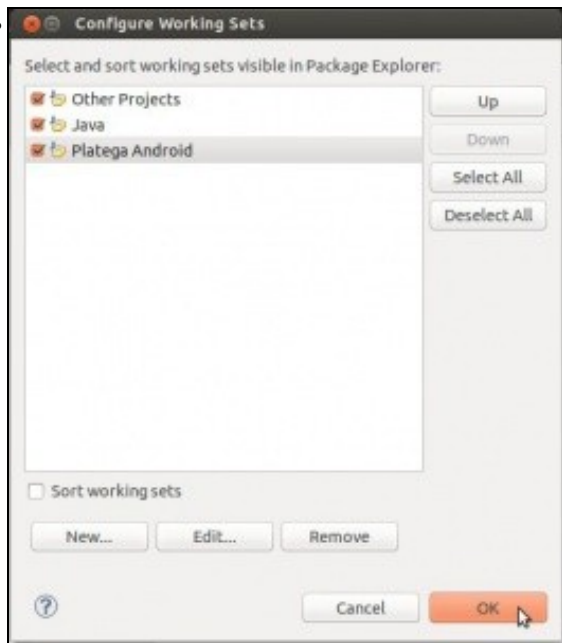 Configure Working Sets
Select and sort working sets visible in Package Explorer:
Other Projects
Java
Platega Android
Up
Down
Select All
Deselect All
Sort working sets
New...
Edit...
Remove
?
Cancel
OK